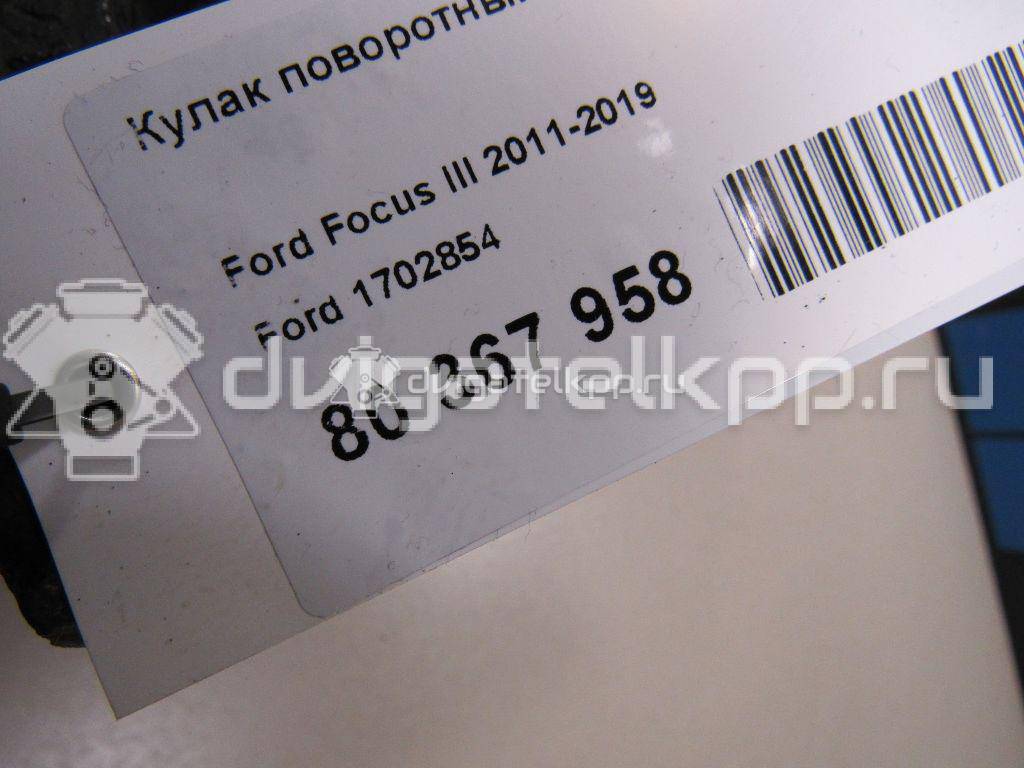 Кулак поворотный
Ford Focus III 2011-2019
Ford 1702854
80 367 958
dvigatelkpp.ru
dvigatelkpp.ru